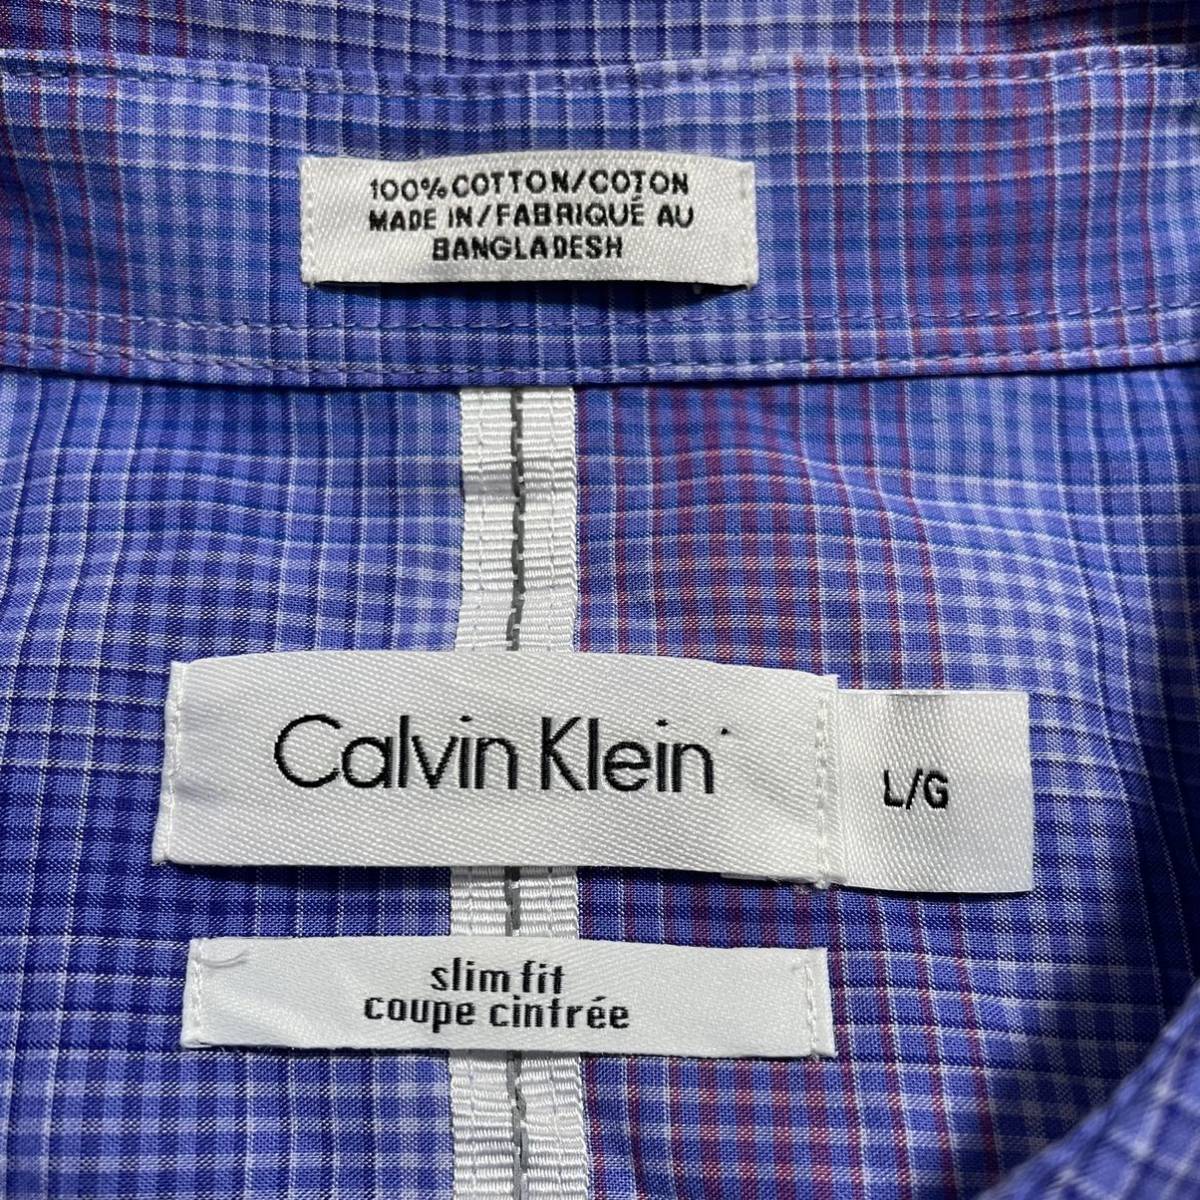 100% COTTON/COTON
MADE IN/FABRIQUÉ AU
BANGLADESH
Calvin Klein
L/G
slim fit
coupe cintrée